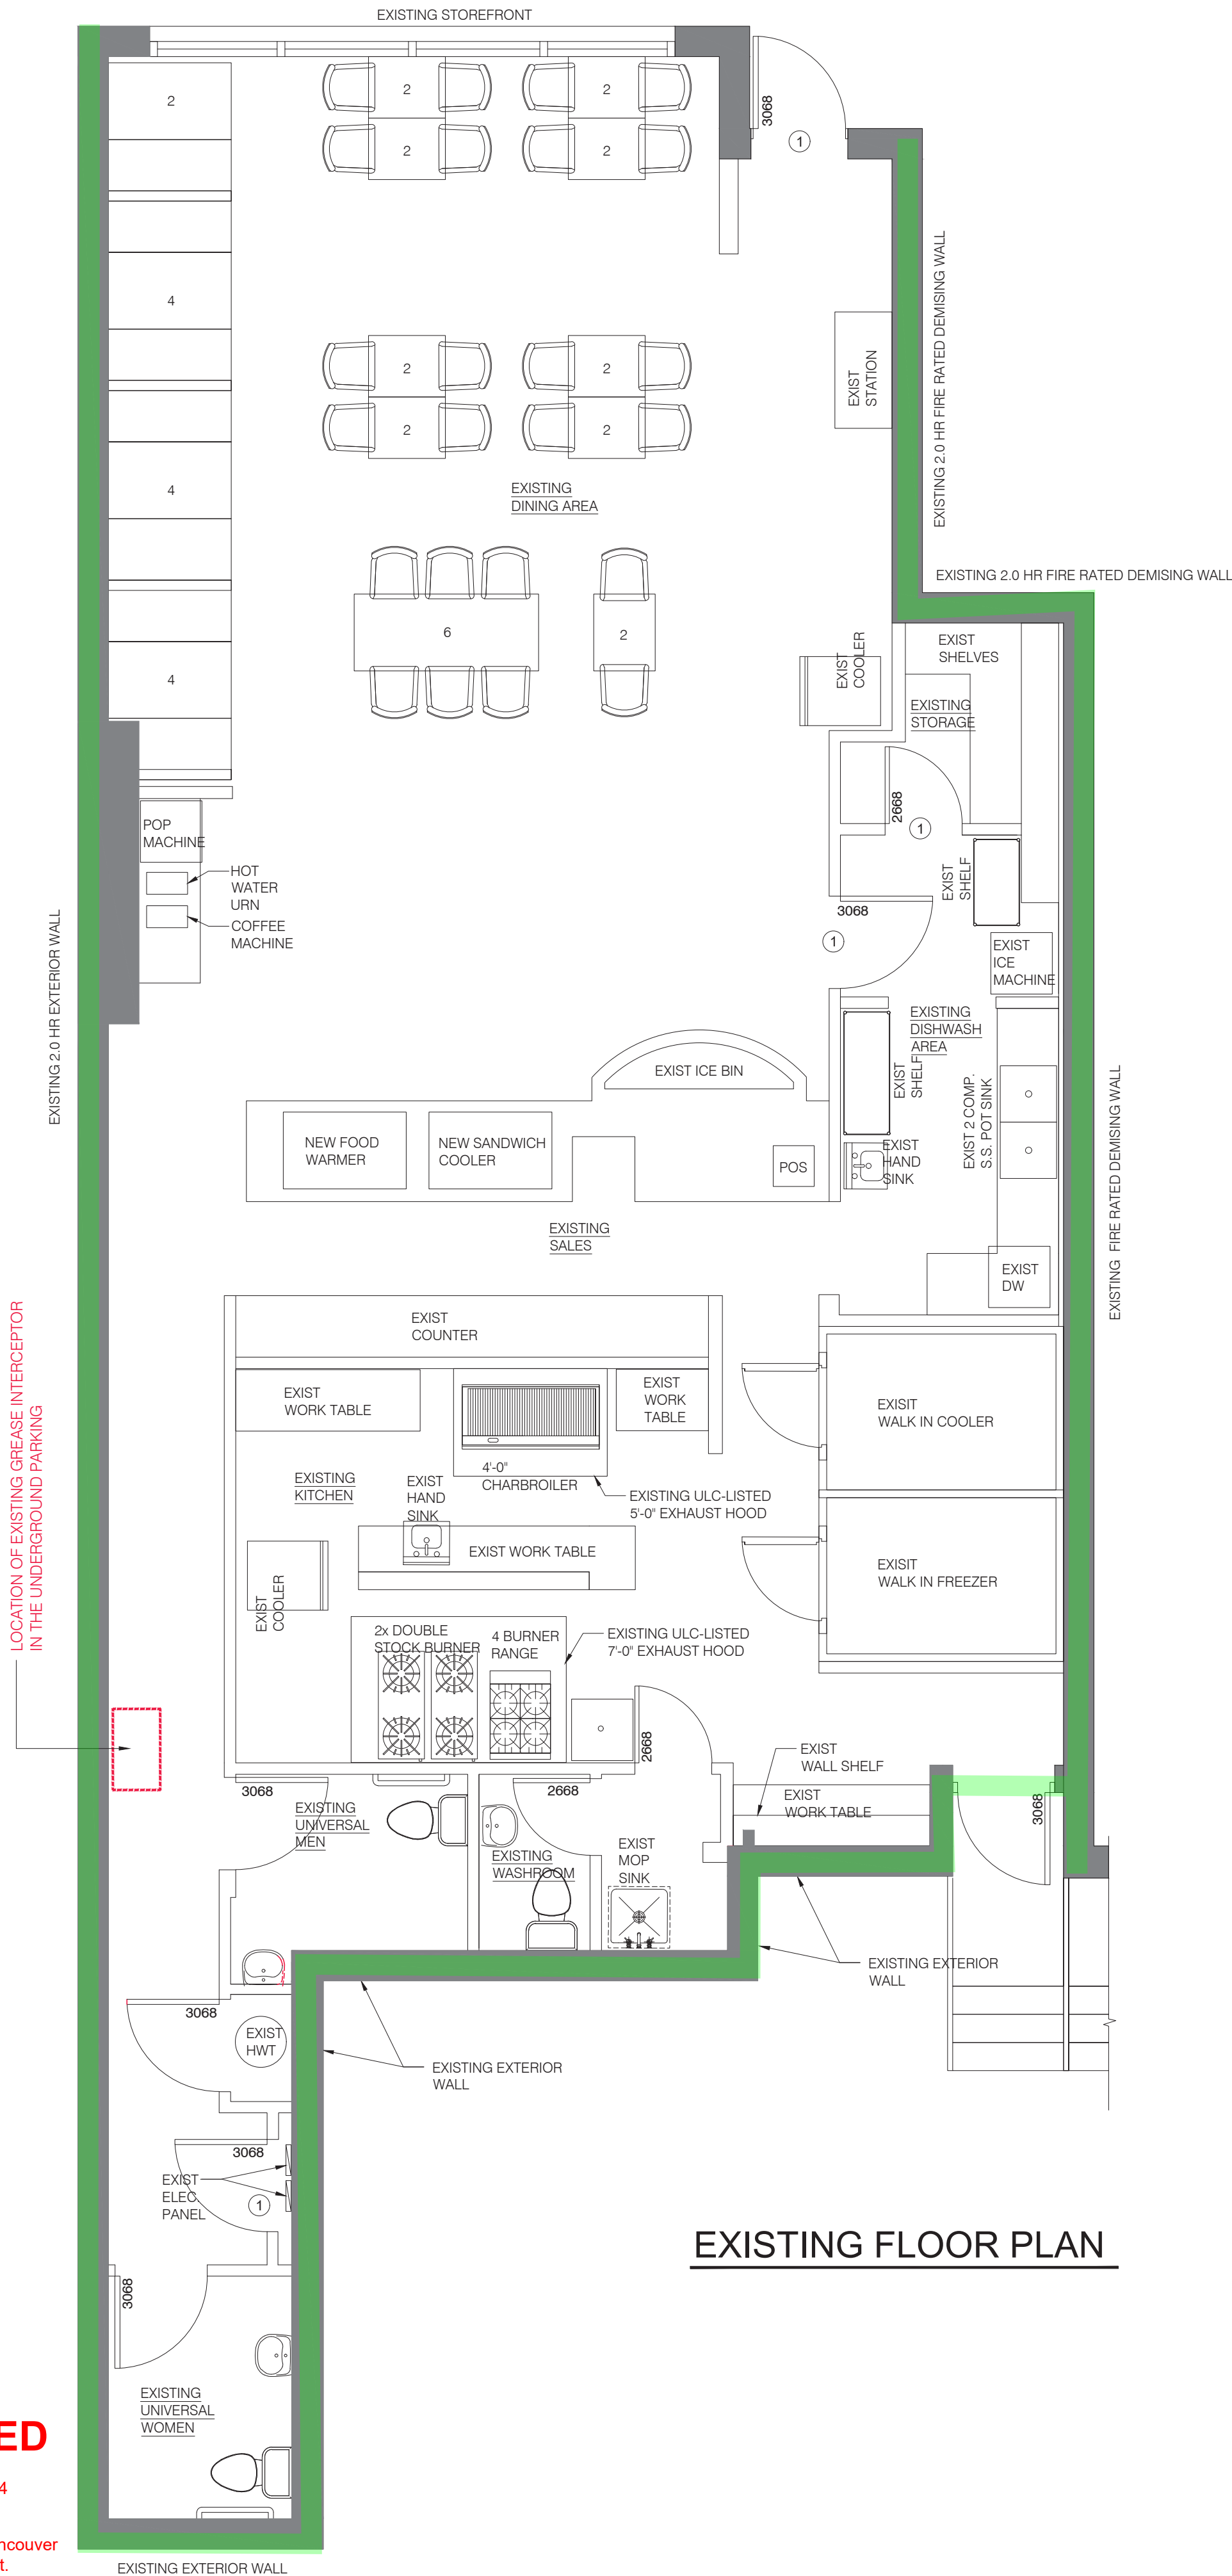 EXISTING STOREFRONT
2
2
2
3068
1
2
2
EXISTING 2.0 HR FIRE RATED DEMISING WALL
4
2
2
EXIST
STATION
2
2
4
EXISTING
DINING AREA
EXISTING 2.0 HR FIRE RATED DEMISING WALL
6
2
EXIST
COOLER
EXIST
SHELVES
4
EXISTING
STORAGE
2668
1
POP
MACHINE
HOT
WATER
URN
COFFEE
MACHINE
EXIST
SHELF
3068
1
EXIST
ICE
MACHINE
EXISTING 2.0 HR EXTERIOR WALL
EXISTING
DISHWASH
AREA
EXIST ICE BIN
EXIST
SHELF
EXIST 2 COMP.
S.S. POT SINK
EXISTING FIRE RATED DEMISING WALL
NEW FOOD
WARMER
NEW SANDWICH
COOLER
POS
EXIST
HAND
SINK
EXISTING
SALES
EXIST
DW
LOCATION OF EXISTING GREASE INTERCEPTOR
IN THE UNDERGROUND PARKING
EXIST
COUNTER
EXIST
WORK TABLE
EXIST
WORK
TABLE
EXISIT
WALK IN COOLER
4'-0"
CHARBROILER
EXISTING
KITCHEN
EXIST
HAND
SINK
EXISTING ULC-LISTED
5'-0" EXHAUST HOOD
EXIST WORK TABLE
EXISIT
WALK IN FREEZER
EXIST
COOLER
2x DOUBLE
STOCK BURNER
4 BURNER
RANGE
EXISTING ULC-LISTED
7'-0" EXHAUST HOOD
2668
EXIST
WALL SHELF
3068
2668
EXIST
WORK TABLE
3068
EXISTING
UNIVERSAL
MEN
EXISTING
WASHROOM
EXIST
MOP
SINK
EXISTING EXTERIOR
WALL
3068
EXIST
HWT
EXISTING EXTERIOR
WALL
3068
EXIST
ELEC.
PANEL
1
EXISTING FLOOR PLAN
3068
EXISTING
UNIVERSAL
WOMEN
ED
4
ncouver
t.
EXISTING EXTERIOR WALL